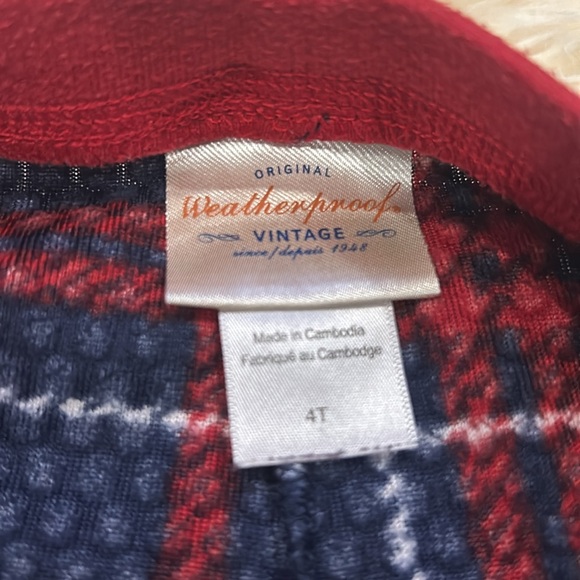 ORIGINAL
Weatherproof®
VINTAGE
since/depuis 1948
Made in Cambodia
Fabriqué au Cambodge
4T